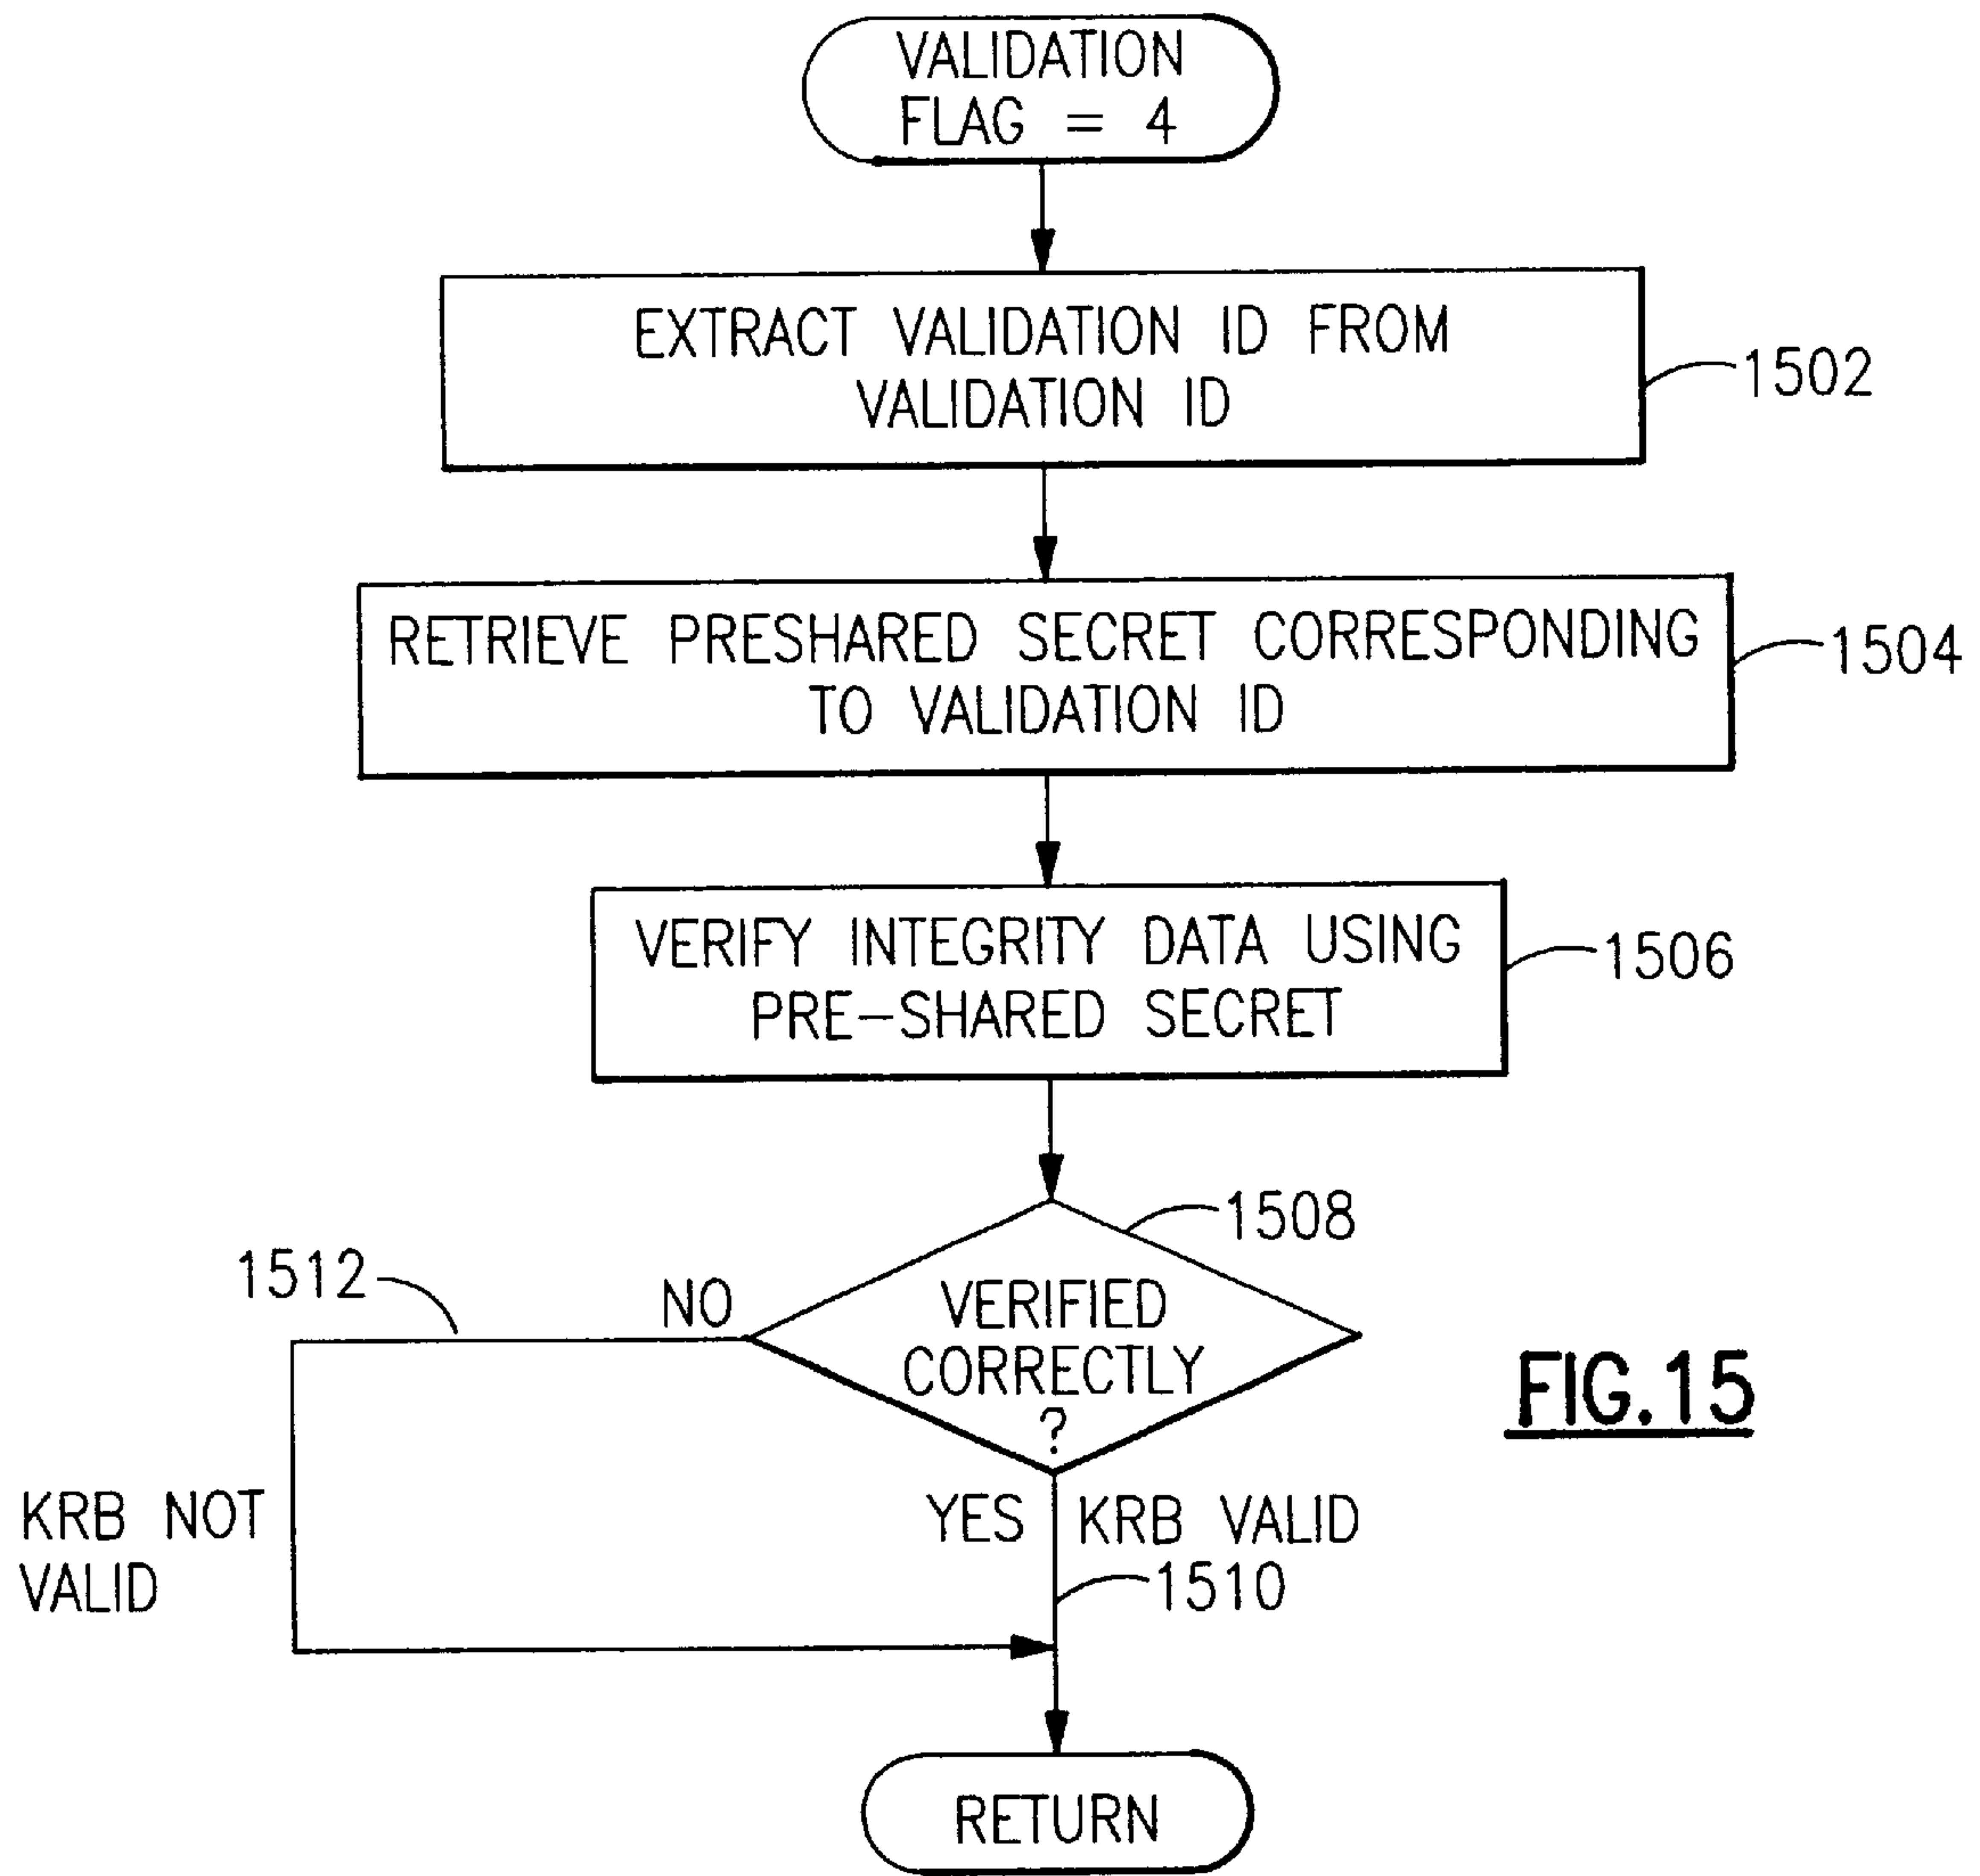 VALIDATION
FLAG = 4
EXTRACT VALIDATION ID FROM
VALIDATION ID
1502
RETRIEVE PRESHARED SECRET CORRESPONDING
TO VALIDATION ID
1504
VERIFY INTEGRITY DATA USING
PRE-SHARED SECRET
1506
1508
1512
NO
VERIFIED
CORRECTLY
?
FIG.15
KRB NOT
VALID
YES
KRB VALID
1510
RETURN